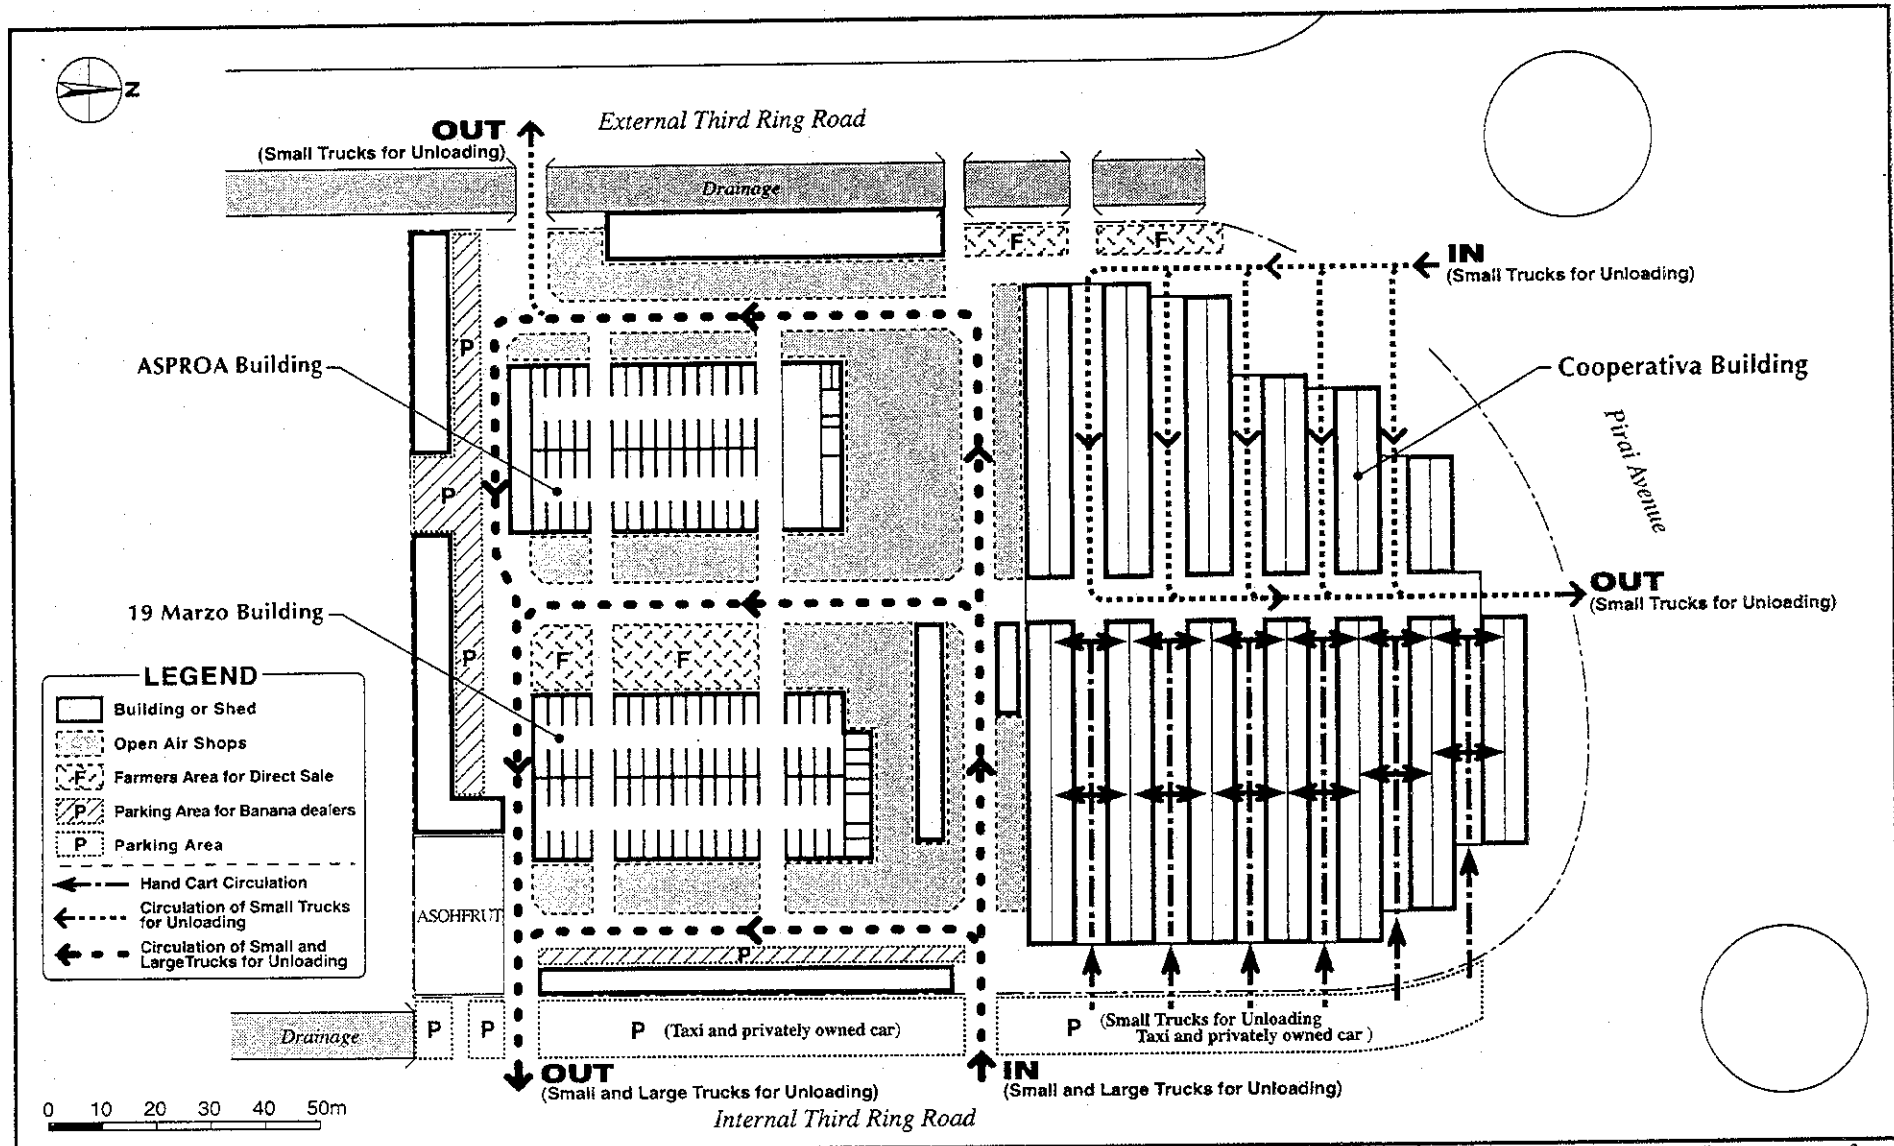 N
External Third Ring Road
OUT
(Small Trucks for Unloading)
Drainage
F
F
IN
(Small Trucks for Unloading)
P
ASPROA Building
Cooperativa Building
Pirai Avenue
P
OUT
(Small Trucks for Unloading)
19 Marzo Building
P
F
F
LEGEND
Building or Shed
Open Air Shops
F Farmers Area for Direct Sale
P Parking Area for Banana dealers
P Parking Area
Hand Cart Circulation
Circulation of Small Trucks
for Unloading
Circulation of Small and
LargeTrucks for Unloading
ASOHFRUT
P
Drainage
P
P
P (Taxi and privately owned car)
P (Small Trucks for Unloading
Taxi and privately owned car )
OUT
(Small and Large Trucks for Unloading)
IN
(Small and Large Trucks for Unloading)
Internal Third Ring Road
0 10 20 30 40 50m